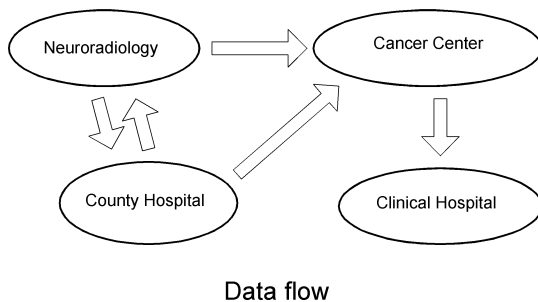 Neuroradiology
Cancer Center
County Hospital
Clinical Hospital
Data flow